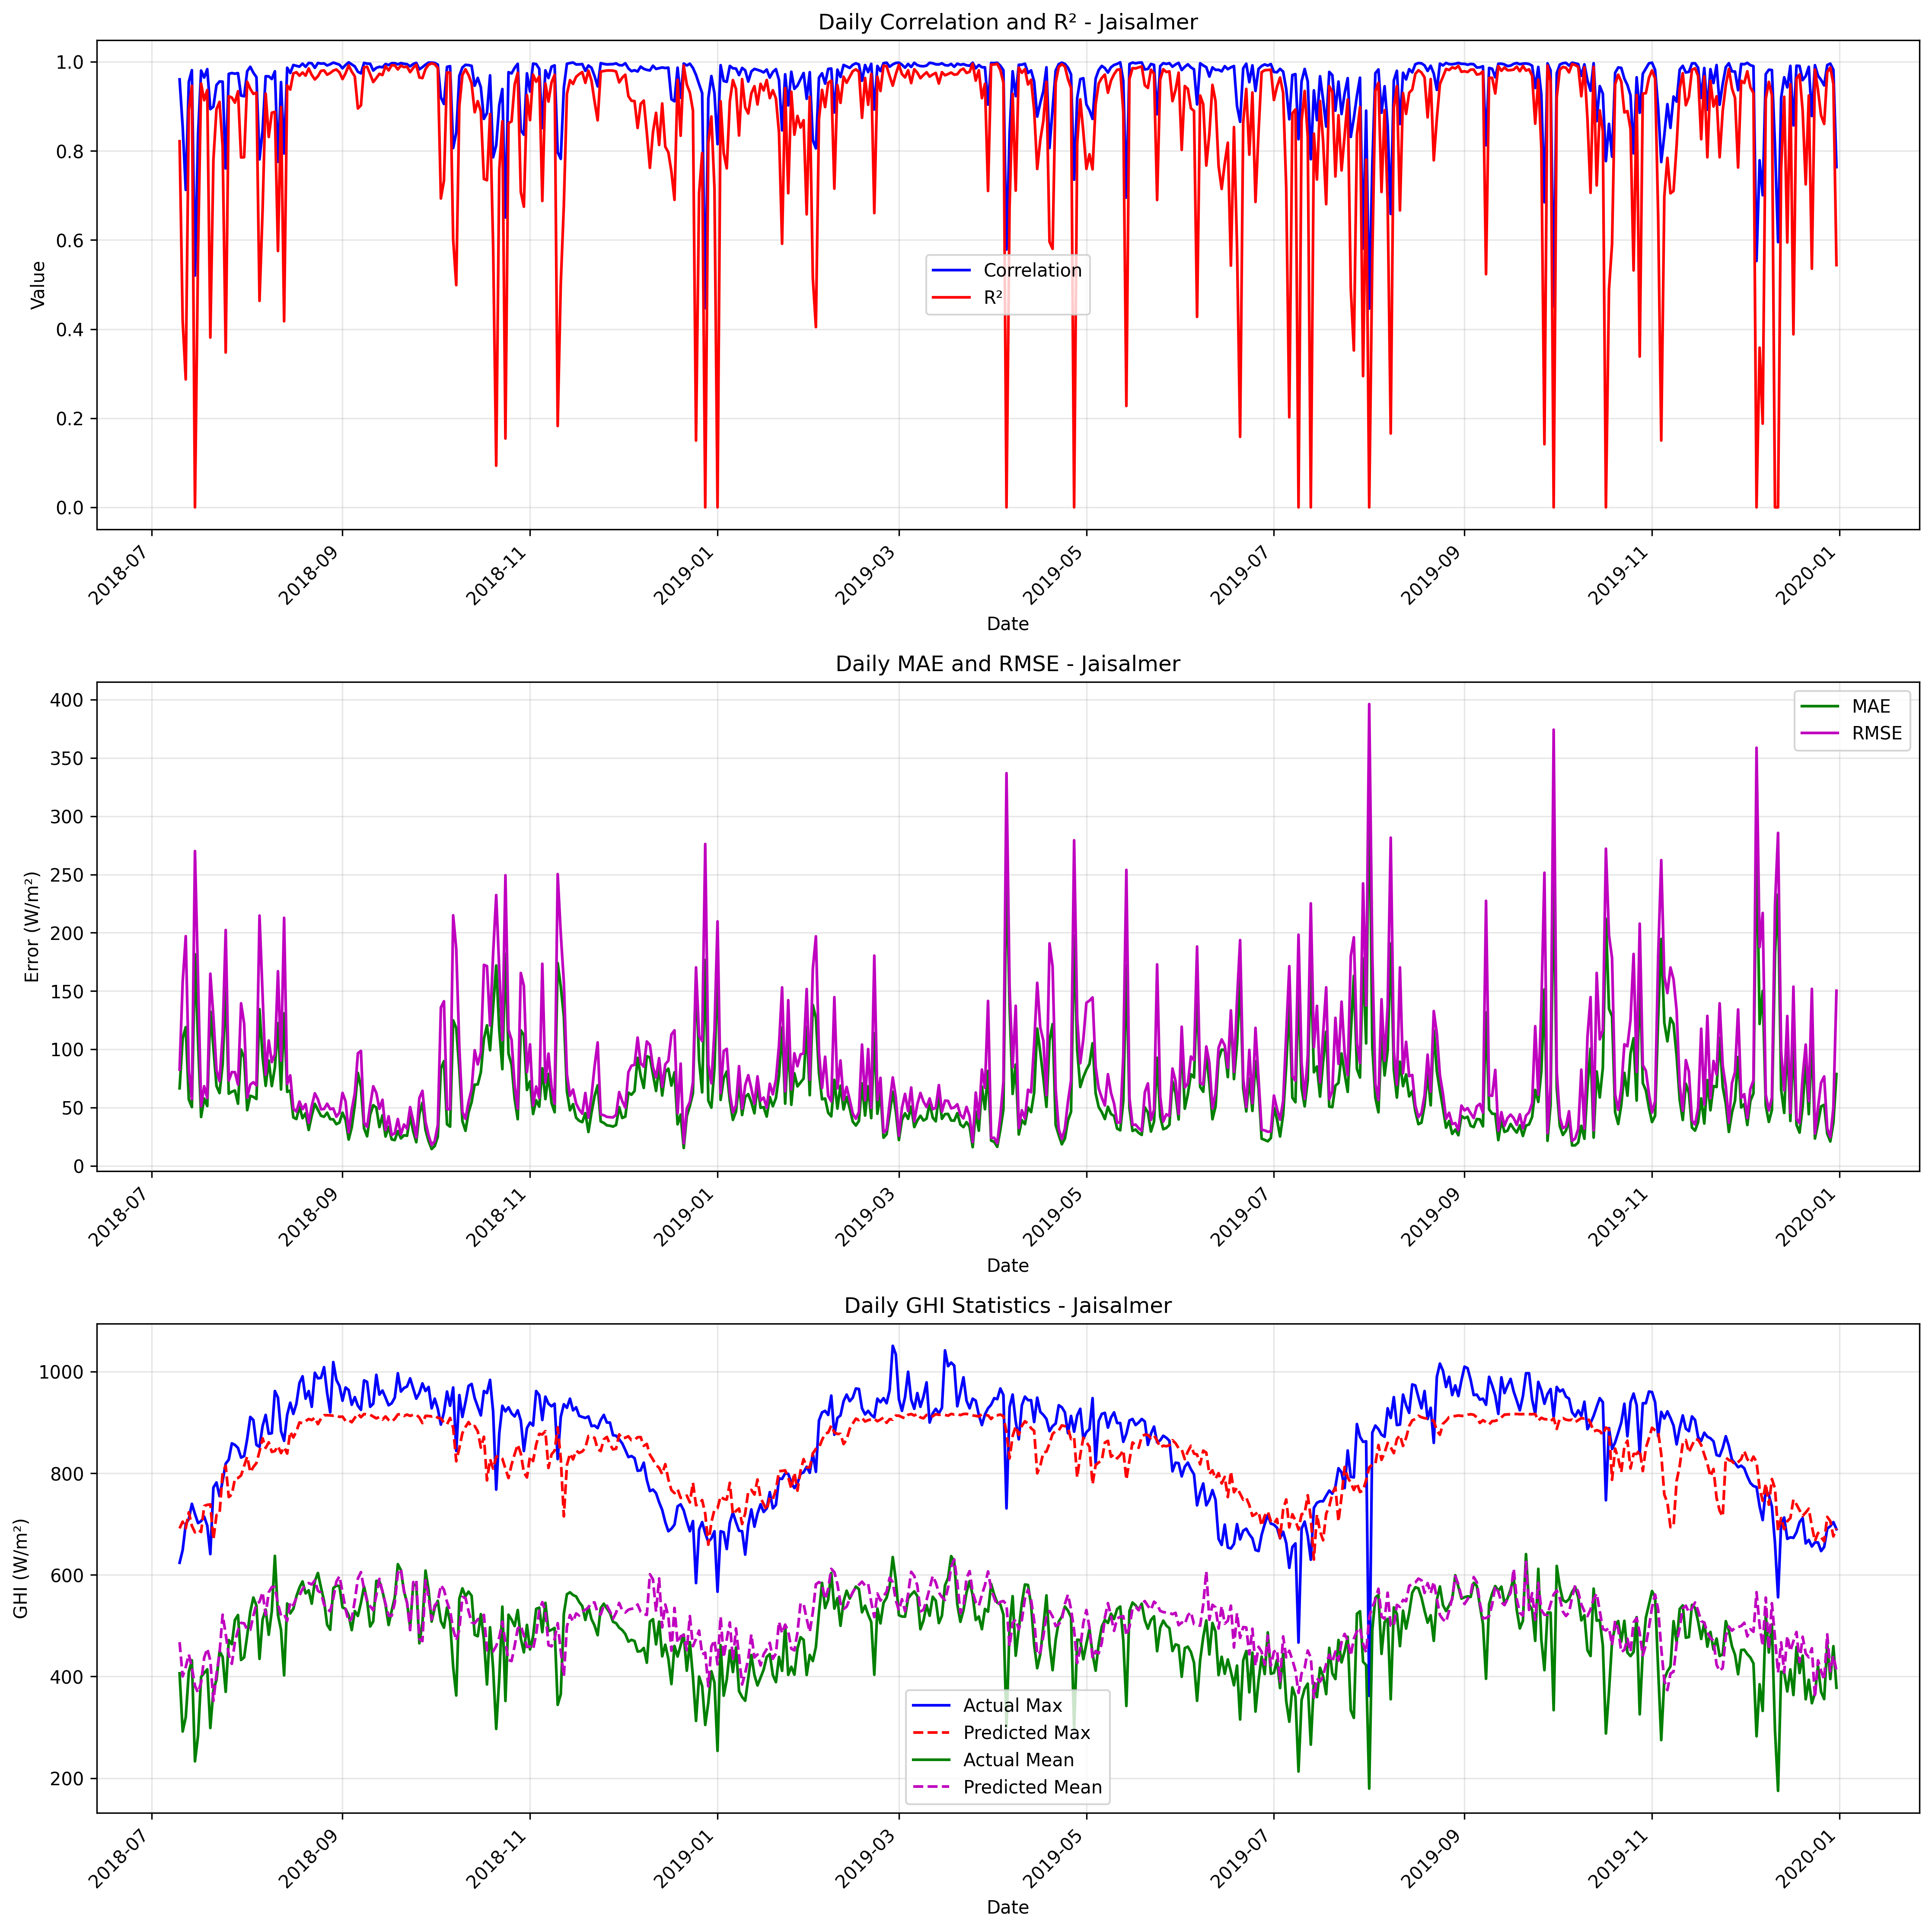 Daily Correlation and R² - Jaisalmer
1.0
0.8
0.6
0.4
0.2
0.0
Value
Correlation
R²
2018-07
2018-09
2018-11
2019-01
2019-03
2019-05
2019-07
2019-09
2019-11
2020-01
Date
Daily MAE and RMSE - Jaisalmer
400
350
300
250
200
150
100
50
0
Error (W/m²)
MAE
RMSE
2018-07
2018-09
2018-11
2019-01
2019-03
2019-05
2019-07
2019-09
2019-11
2020-01
Date
Daily GHI Statistics - Jaisalmer
1000
800
600
400
200
GHI (W/m²)
Actual Max
Predicted Max
Actual Mean
Predicted Mean
2018-07
2018-09
2018-11
2019-01
2019-03
2019-05
2019-07
2019-09
2019-11
2020-01
Date